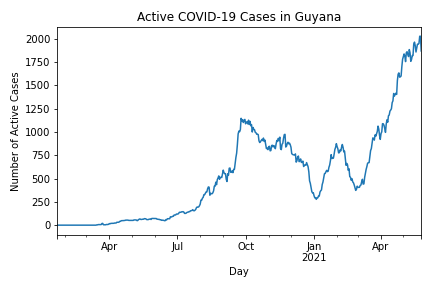 Active COVID-19 Cases in Guyana
Number of Active Cases
2000
1750
1500
1250
1000
750
500
250
0
Apr
Jul
Oct
Jan
2021
Apr
Day